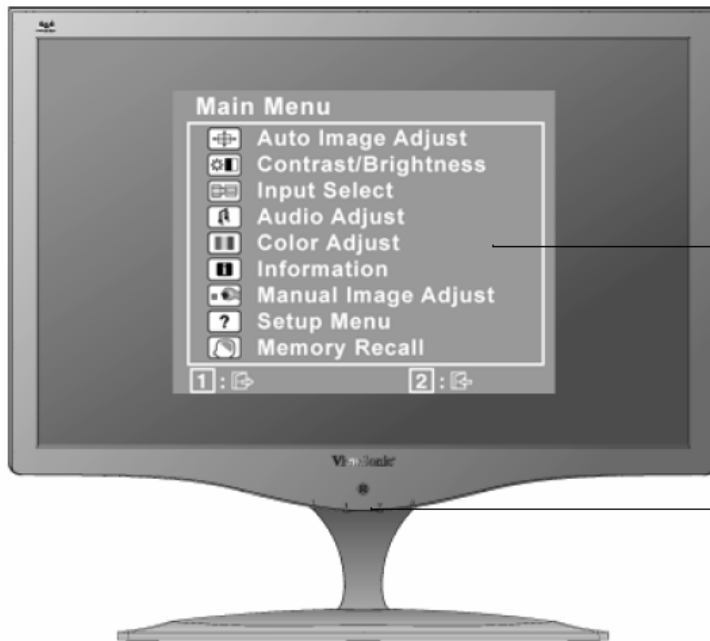 Main Menu
Auto Image Adjust
Contrast/Brightness
Input Select
Audio Adjust
Color Adjust
Information
Manual Image Adjust
? Setup Menu
Memory Recall
1 : 2 :
ViewSonic